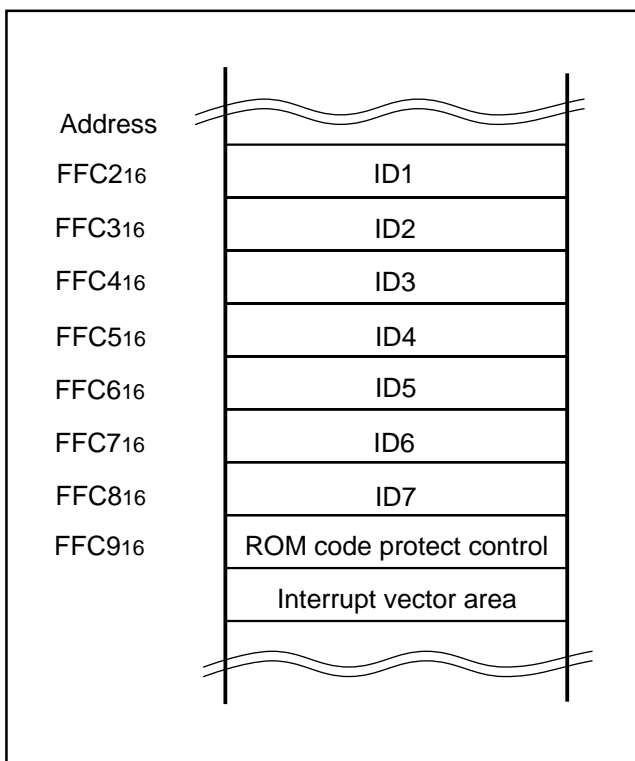 Address
FFC216 ID1
FFC316 ID2
FFC416 ID3
FFC516 ID4
FFC616 ID5
FFC716 ID6
FFC816 ID7
FFC916 ROM code protect control
Interrupt vector area